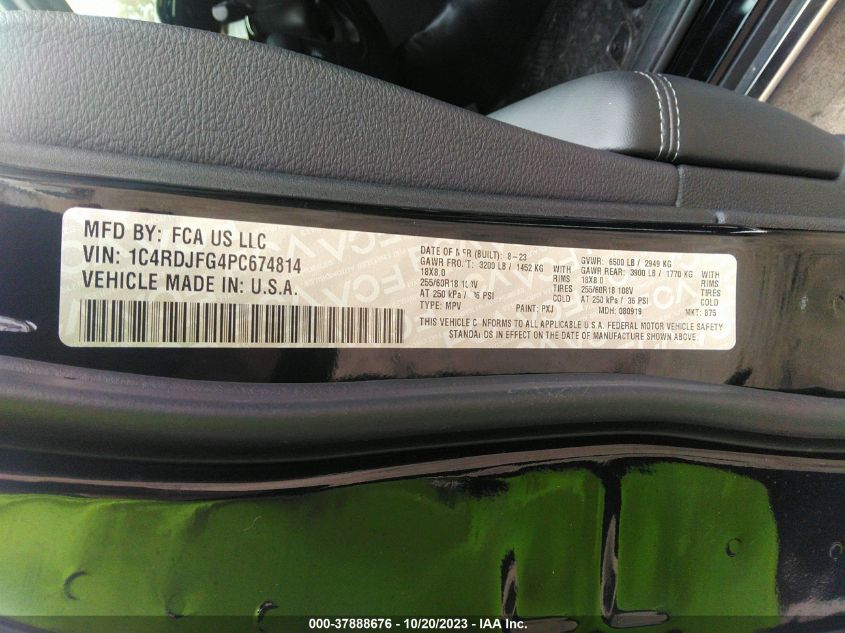 MFD BY: FCA US LLC
VIN: 1C4RDJFG4PC674814
VEHICLE MADE IN: U.S.A.
DATE OF MFR (BUILT): 8-23 GVWR: 6500 LB / 2949 KG
GAWR FRONT: 3200 LB / 1452 KG WITH GAWR REAR: 3900 LB / 1770 KG WITH
18X8.0 RIMS 18X8.0 RIMS
255/60R18 108V TIRES 255/60R18 108V TIRES
AT 250 kPa / 36 PSI COLD AT 250 kPa / 36 PSI COLD
TYPE: MPV PAINT: PXJ MDH: 080919 MKT: 875
THIS VEHICLE CONFORMS TO ALL APPLICABLE U.S.A. FEDERAL MOTOR VEHICLE SAFETY
STANDARDS IN EFFECT ON THE DATE OF MANUFACTURE SHOWN ABOVE.
000-37888676 | 10/20/2023 | IAA Inc.